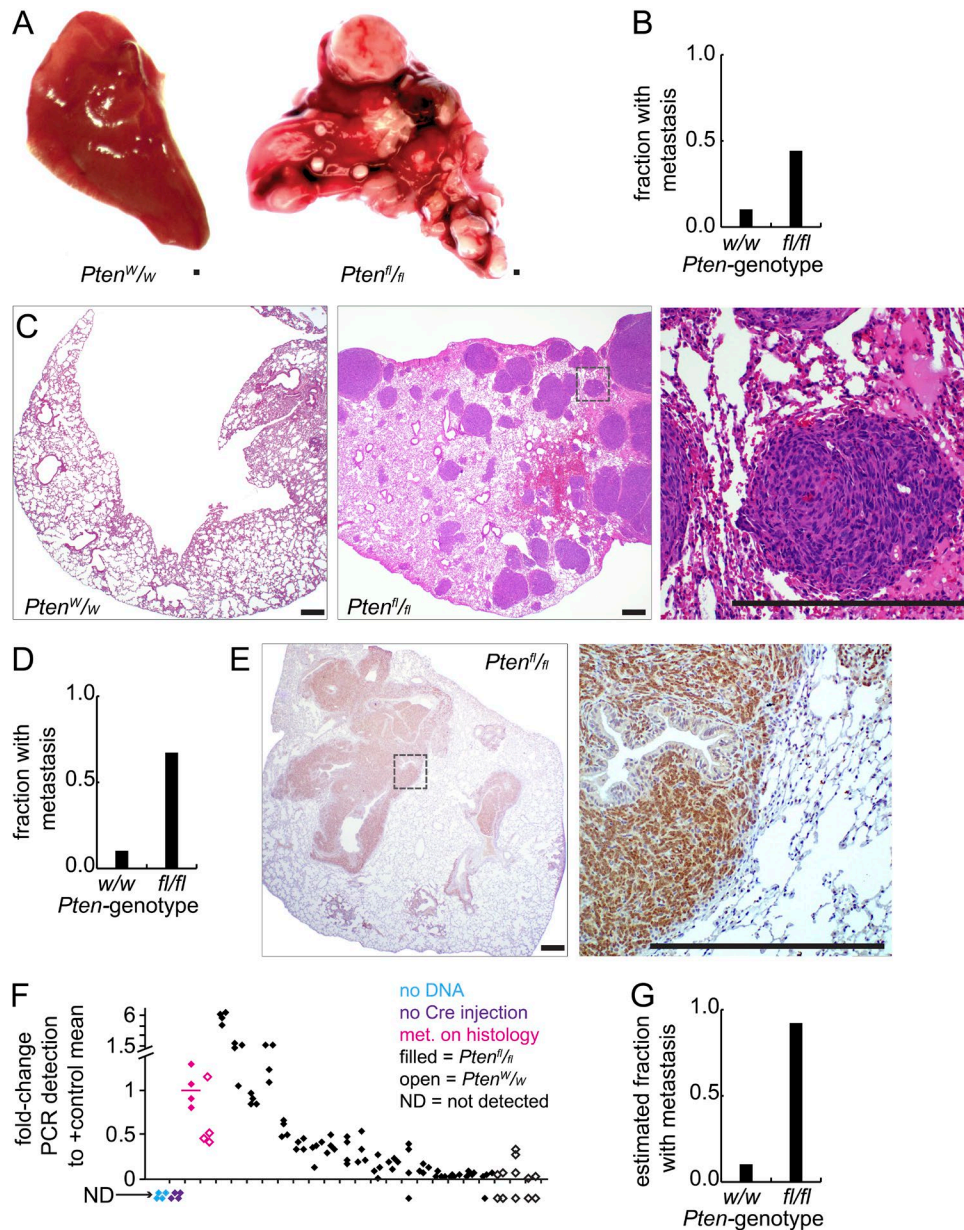 A
Pten^W/w
Pten^fl/fl
B
fraction with
metastasis
1.0
0.5
0.0
w/w fl/fl
Pten-genotype
C
Pten^W/w
Pten^fl/fl
D
fraction with
metastasis
1.0
0.5
0.0
w/w fl/fl
Pten-genotype
E
Pten^fl/fl
F
fold-change
PCR detection
to +control mean
6
1.5
1
0.5
0
ND
no DNA
no Cre injection
met. on histology
filled = Pten^fl/fl
open = Pten^W/w
ND = not detected
G
estimated fraction
with metastasis
1.0
0.5
0.0
w/w fl/fl
Pten-genotype